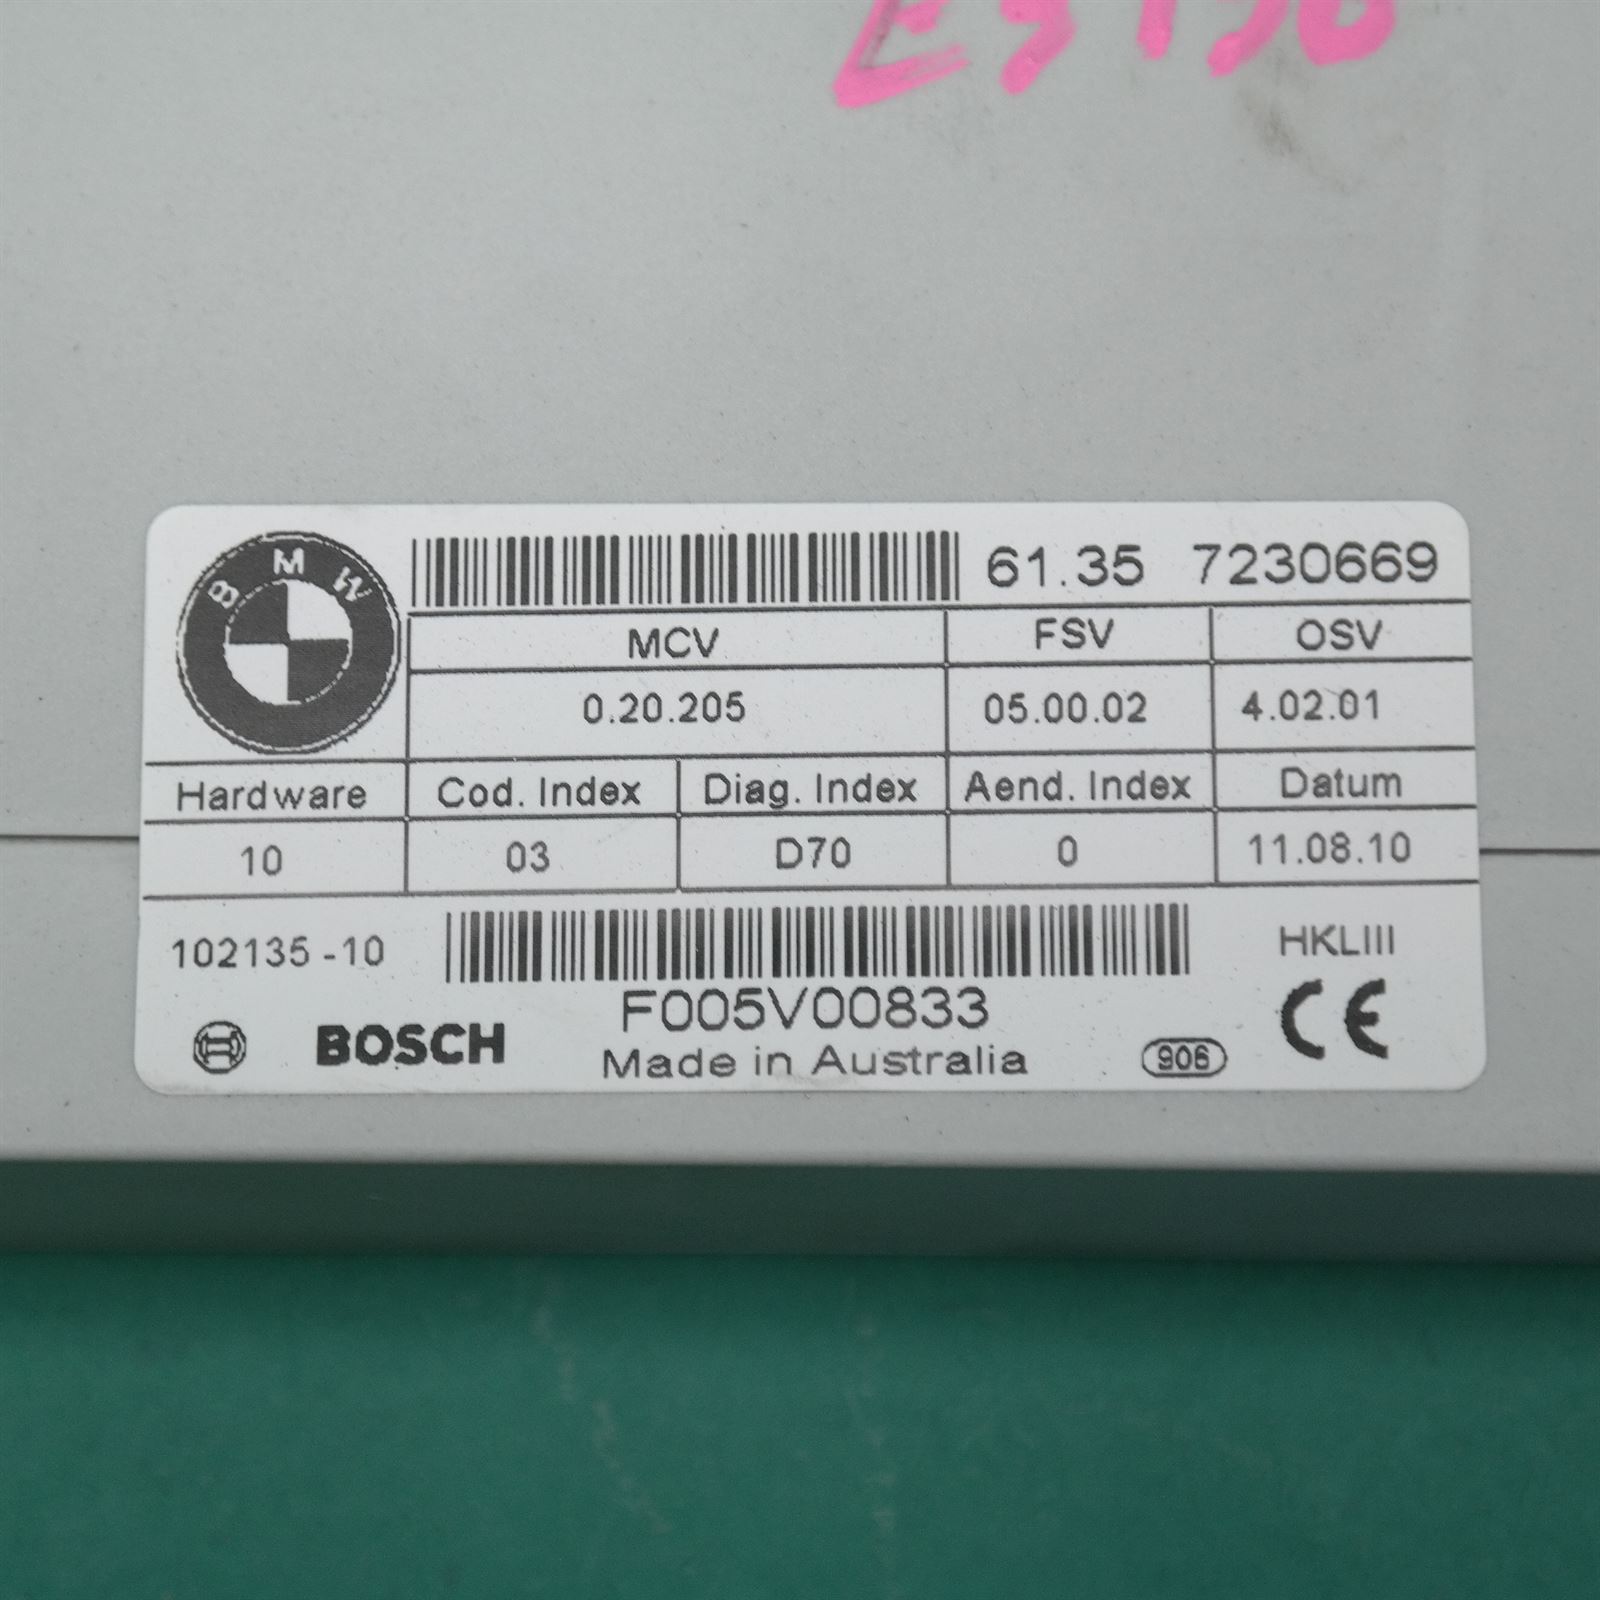 BMW
61.35 7230669
MCV FSV OSV
0.20.205 05.00.02 4.02.01
Hardware Cod. Index Diag. Index Aend. Index Datum
10 03 D70 0 11.08.10
102135-10 HKLIII
F005V00833
BOSCH Made in Australia 906 CE